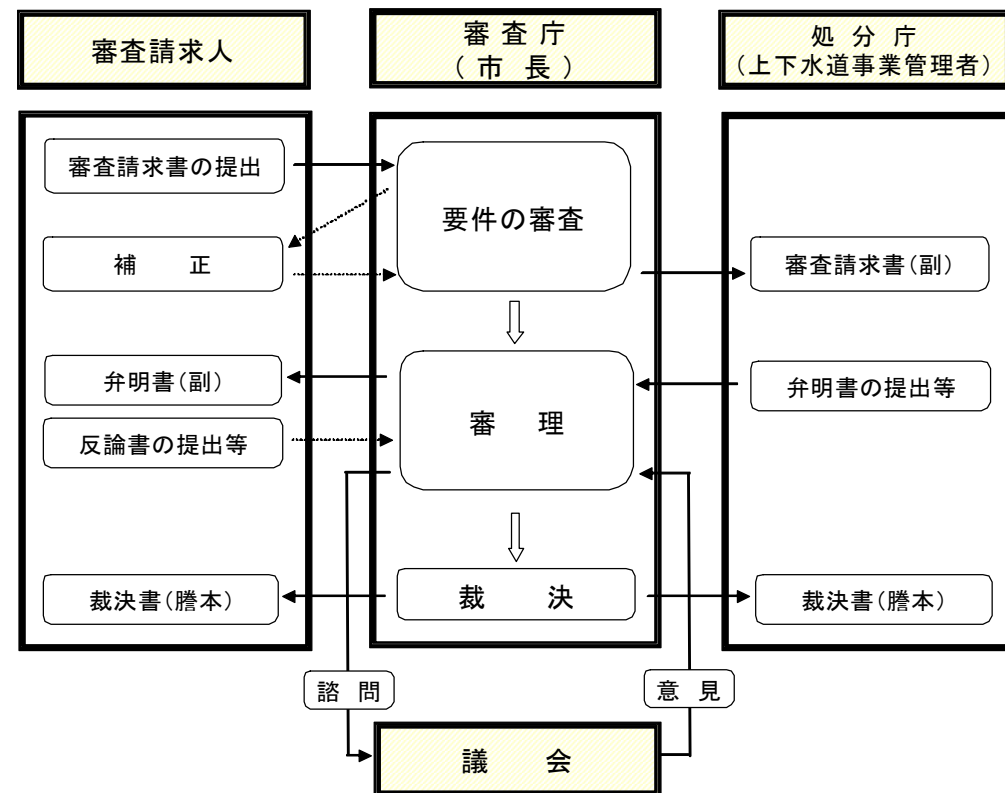 審査請求人
審査庁
(市長)
処分庁
(上下水道事業管理者)
審査請求書の提出
要件の審査
補正
審査請求書(副)
弁明書(副)
弁明書の提出等
審理
反論書の提出等
裁決書(謄本)
裁決
裁決書(謄本)
諮問
意見
議会